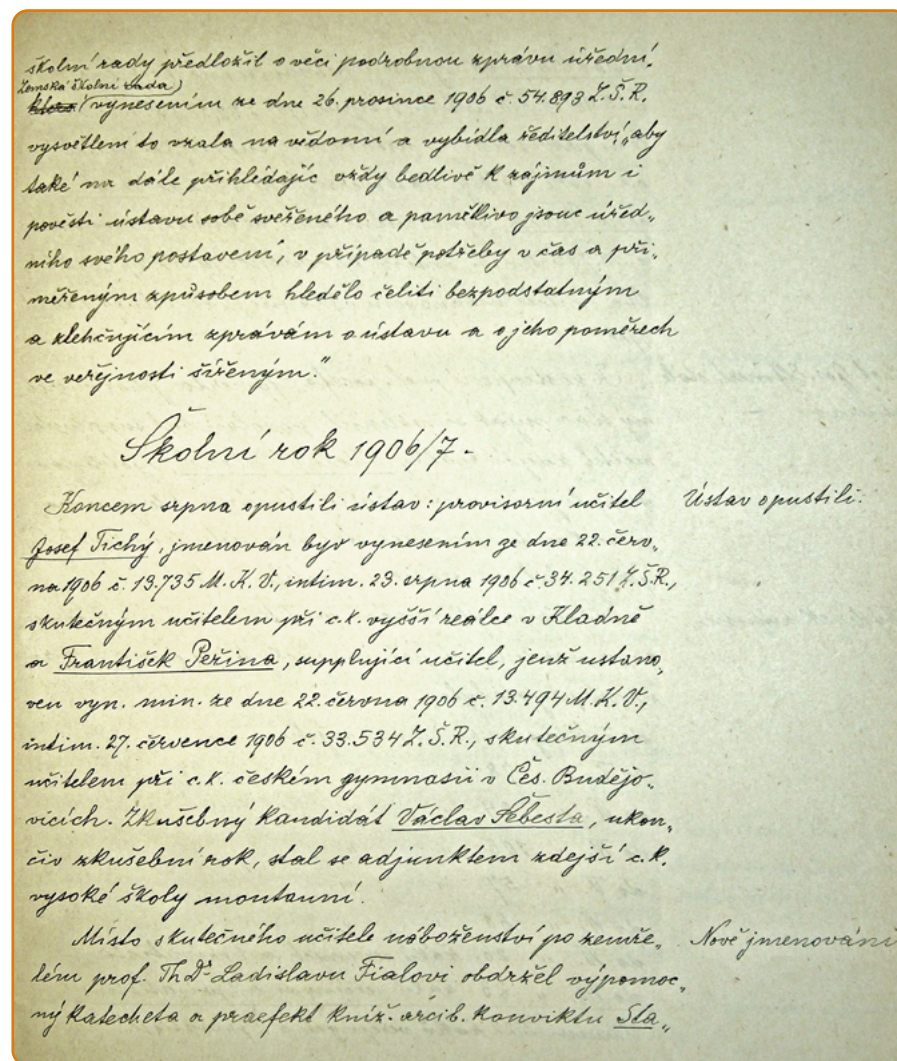 školní rady předložil o věci podrobnou zprávu úřední.
Zemská školní rada)
vynesením ze dne 26. prosince 1906 č. 54.893 Z.Š.R.
vysvětlení to vzala na vědomí a vybídla ředitelství, „aby
také na dále přihlédajíc vždy bedlivě k zájmům i
pověsti ústavu sobě svěřeného a pamětlivo jsouc úřed„
ního svého postavení, v případě potřeby v čas a při„
měřeným způsobem hledělo čeliti bezpodstatným
a zlehčujícím zprávám o ústavu a o jeho poměrech
ve veřejnosti šířeným."
Školní rok 1906/7.
Koncem srpna opustili ústav: provisorní učitel
Ústav opustili:
Josef Tichý, jmenován byv vynesením ze dne 22. červ„
na 1906 č. 13.735 M. K. V., intim. 23. srpna 1906 č. 34.251 Z.Š.R.,
skutečným učitelem při c. k. vyšší reálce v Kladně
a František Peřina, supplující učitel, jenž ustano„
ven vyn. min. ze dne 22. června 1906 č. 13.494 M. K. V.,
intim. 27. července 1906 č. 33.534 Z. Š. R., skutečným
učitelem při c. k. českém gymnasii v Čes. Budějo„
vicích. Zkušebný kandidát Václav Šebesta, ukon„
čiv zkušební rok, stal se adjunktem zdejší c. k.
vysoké školy montanní.
Místo skutečného učitele náboženství po zemře„
Nově jmenováni
lém prof. Th Dr Ladislavu Fialovi obdržel výpomoc„
ný katecheta a praefekt kníž. arcib. konviktu Sta„